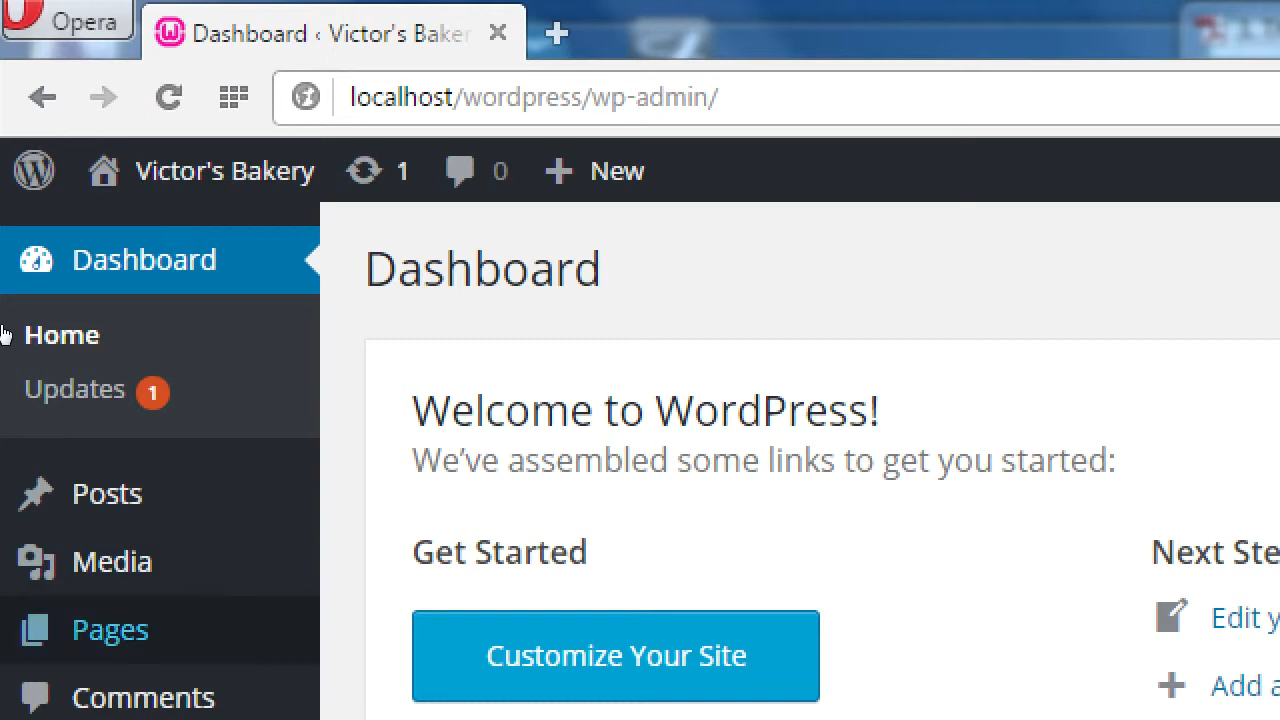 Opera
Dashboard ‹ Victor's Baker
localhost/wordpress/wp-admin/
Victor's Bakery 1 0 New
Dashboard
Dashboard
Home
Updates 1
Welcome to WordPress!
We've assembled some links to get you started:
Posts
Get Started
Next Ste
Media
Edit y
Pages
Customize Your Site
Add a
Comments